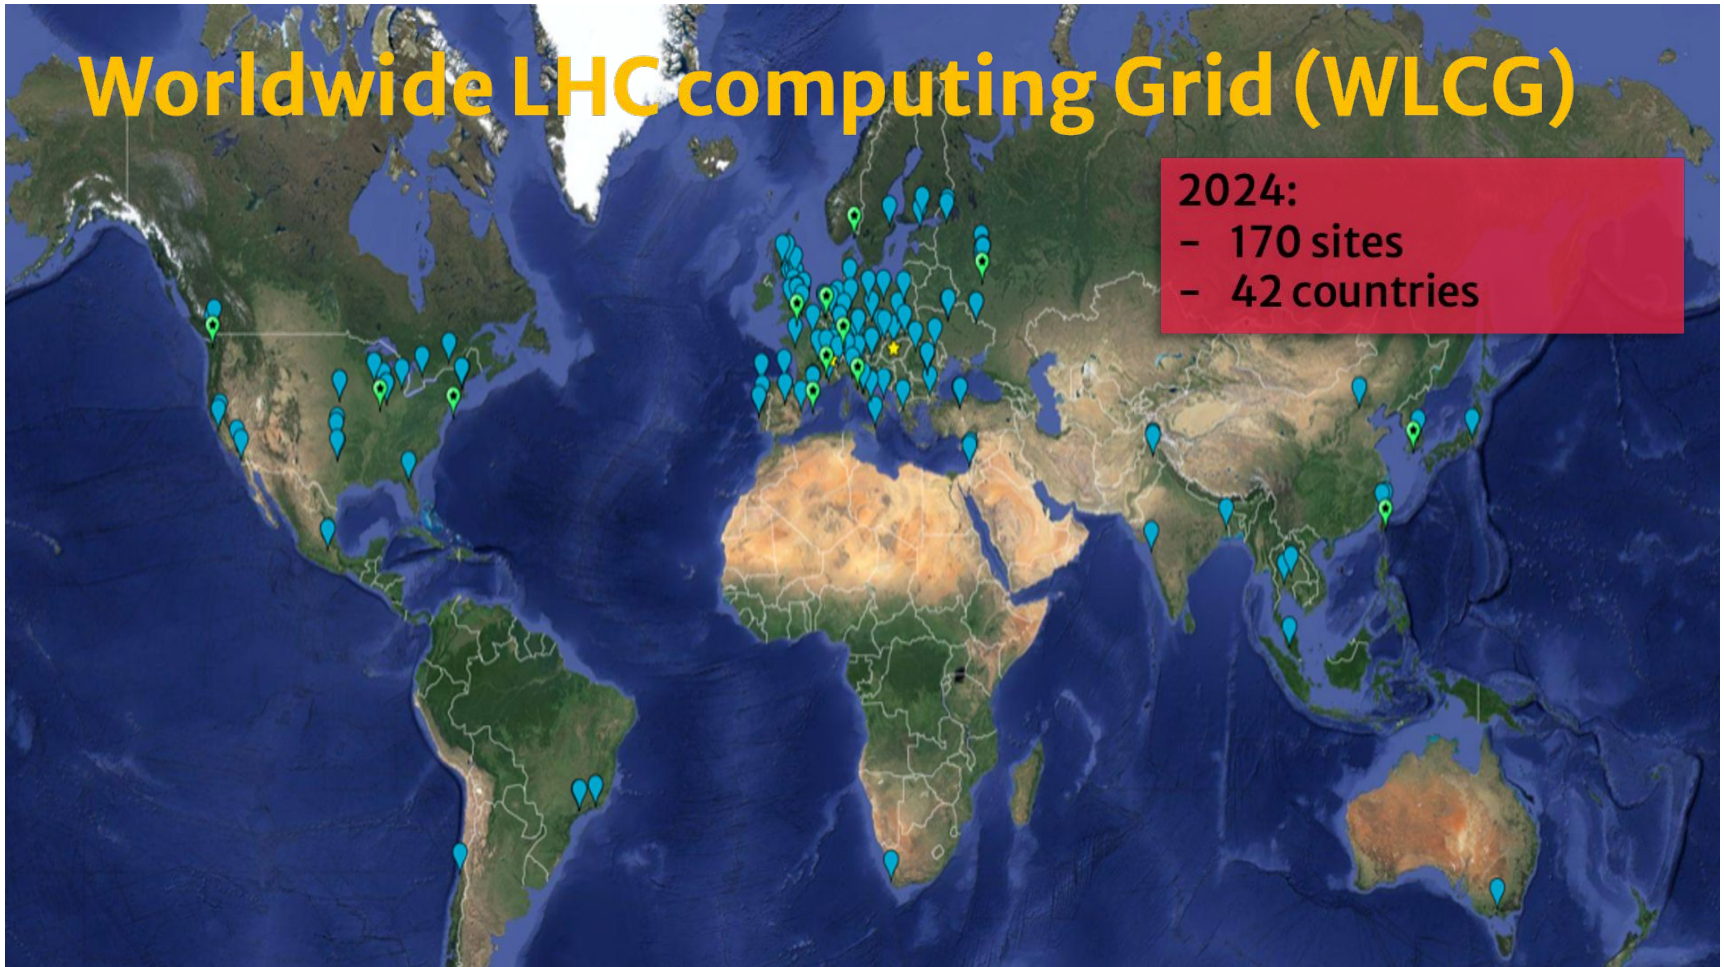 Worldwide LHC computing Grid (WLCG)
2024:
- 170 sites
- 42 countries